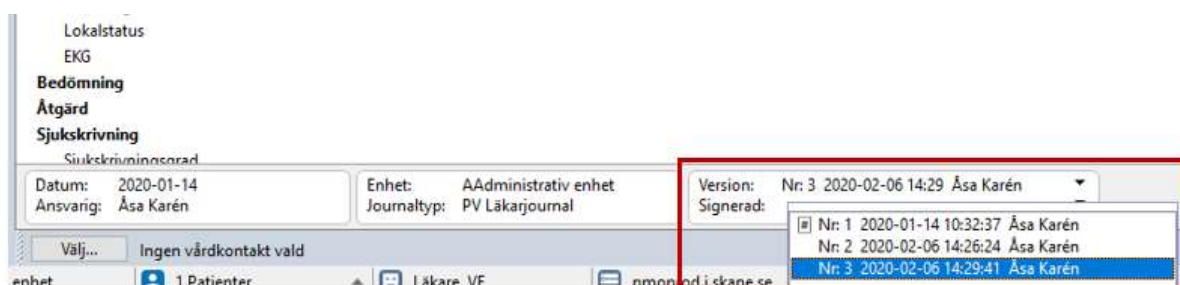 Lokalstatus
EKG
Bedömning
Åtgärd
Sjukskrivning
Sjukskrivningsgrad
Datum: 2020-01-14
Ansvarig: Åsa Karén
Enhet: AAdministrativ enhet
Journaltyp: PV Läkarjournal
Version: Nr: 3 2020-02-06 14:29 Åsa Karén
Signerad:
# Nr: 1 2020-01-14 10:32:37 Åsa Karén
Nr: 2 2020-02-06 14:26:24 Åsa Karén
Nr: 3 2020-02-06 14:29:41 Åsa Karén
Välj... Ingen vårdkontakt vald
enhet 1 Patienter Läkare VE i skane se